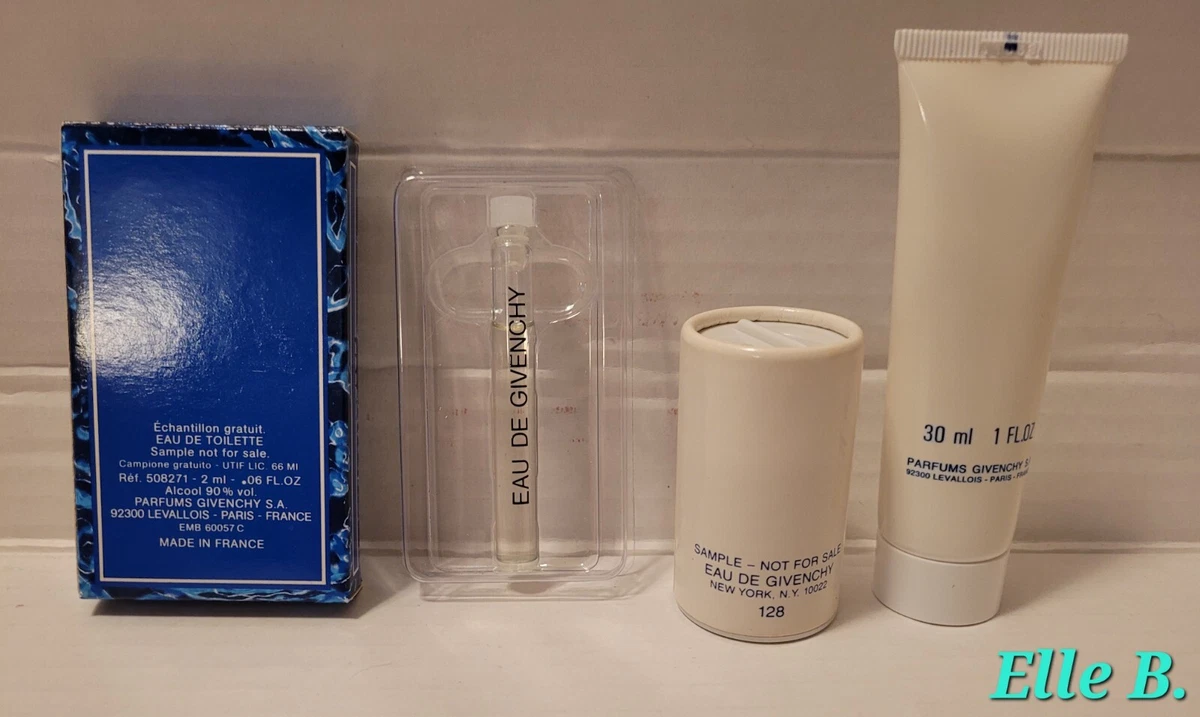 Échantillon gratuit.
EAU DE TOILETTE
Sample not for sale.
Campione gratuito - UTIF LIC. 66 MI
Réf. 508271 - 2 ml - .06 FL.OZ
Alcool 90% vol.
PARFUMS GIVENCHY S.A.
92300 LEVALLOIS - PARIS - FRANCE
EMB 60057 C
MADE IN FRANCE
EAU DE GIVENCHY
SAMPLE - NOT FOR SALE
EAU DE GIVENCHY
NEW YORK, N.Y. 10022
128
30 ml 1 FL.OZ
PARFUMS GIVENCHY
92300 LEVALLOIS - PARIS -
Elle B.